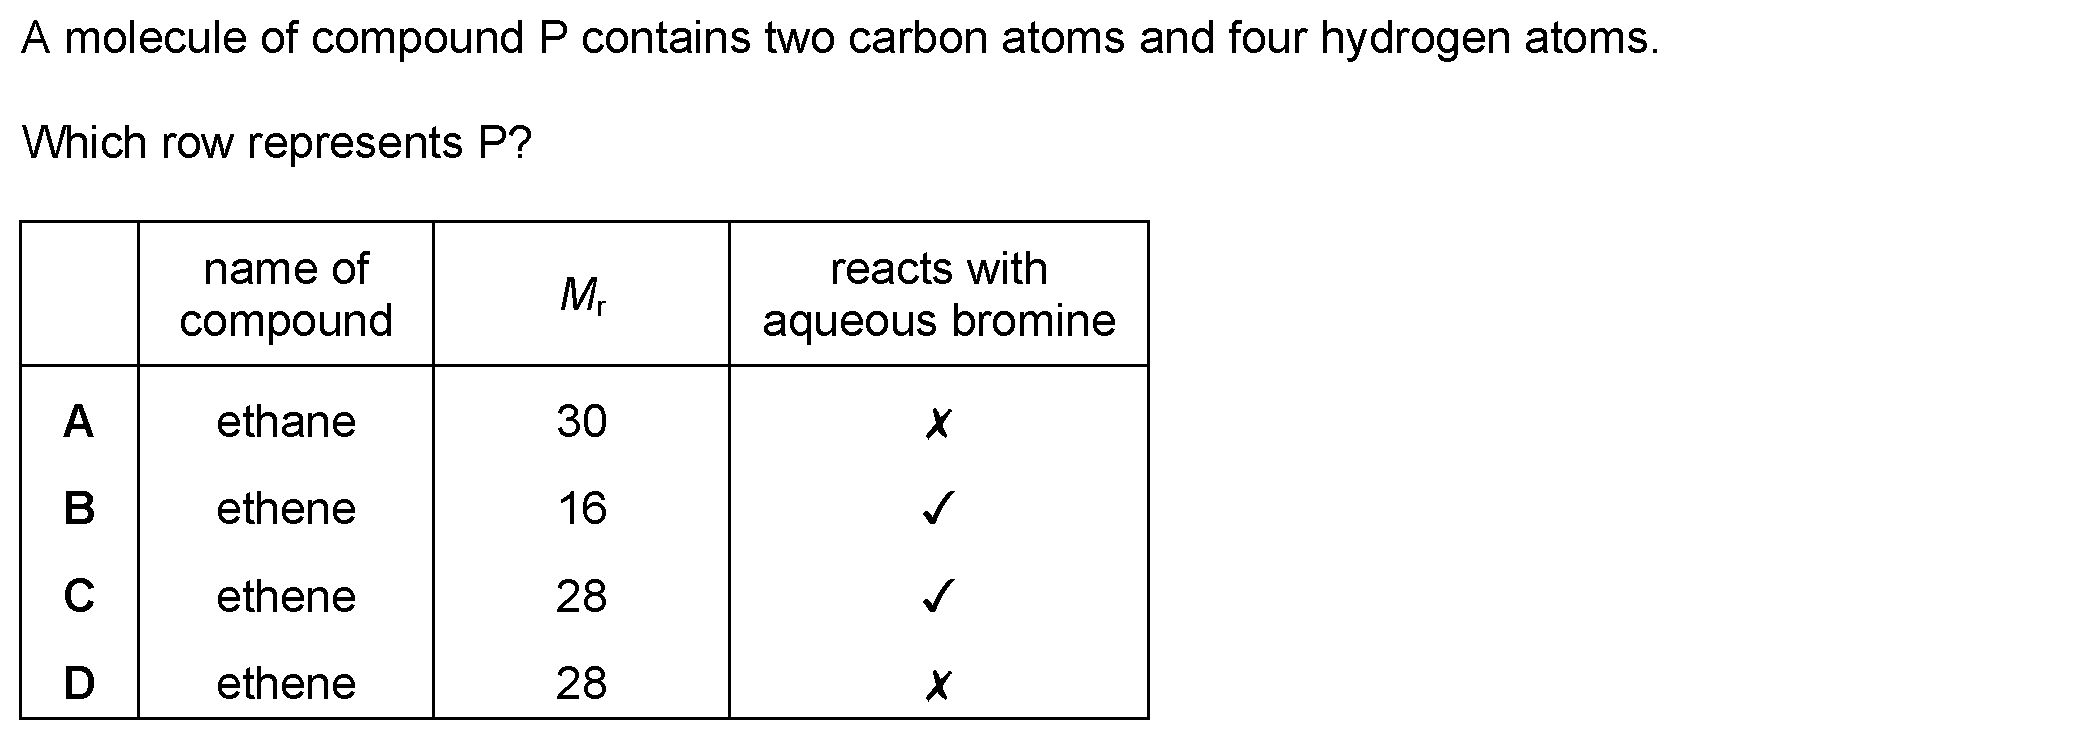 A molecule of compound P contains two carbon atoms and four hydrogen atoms.
Which row represents P?
name of compound Mr reacts with aqueous bromine
A ethane 30 ✗
B ethene 16 ✓
C ethene 28 ✓
D ethene 28 ✗